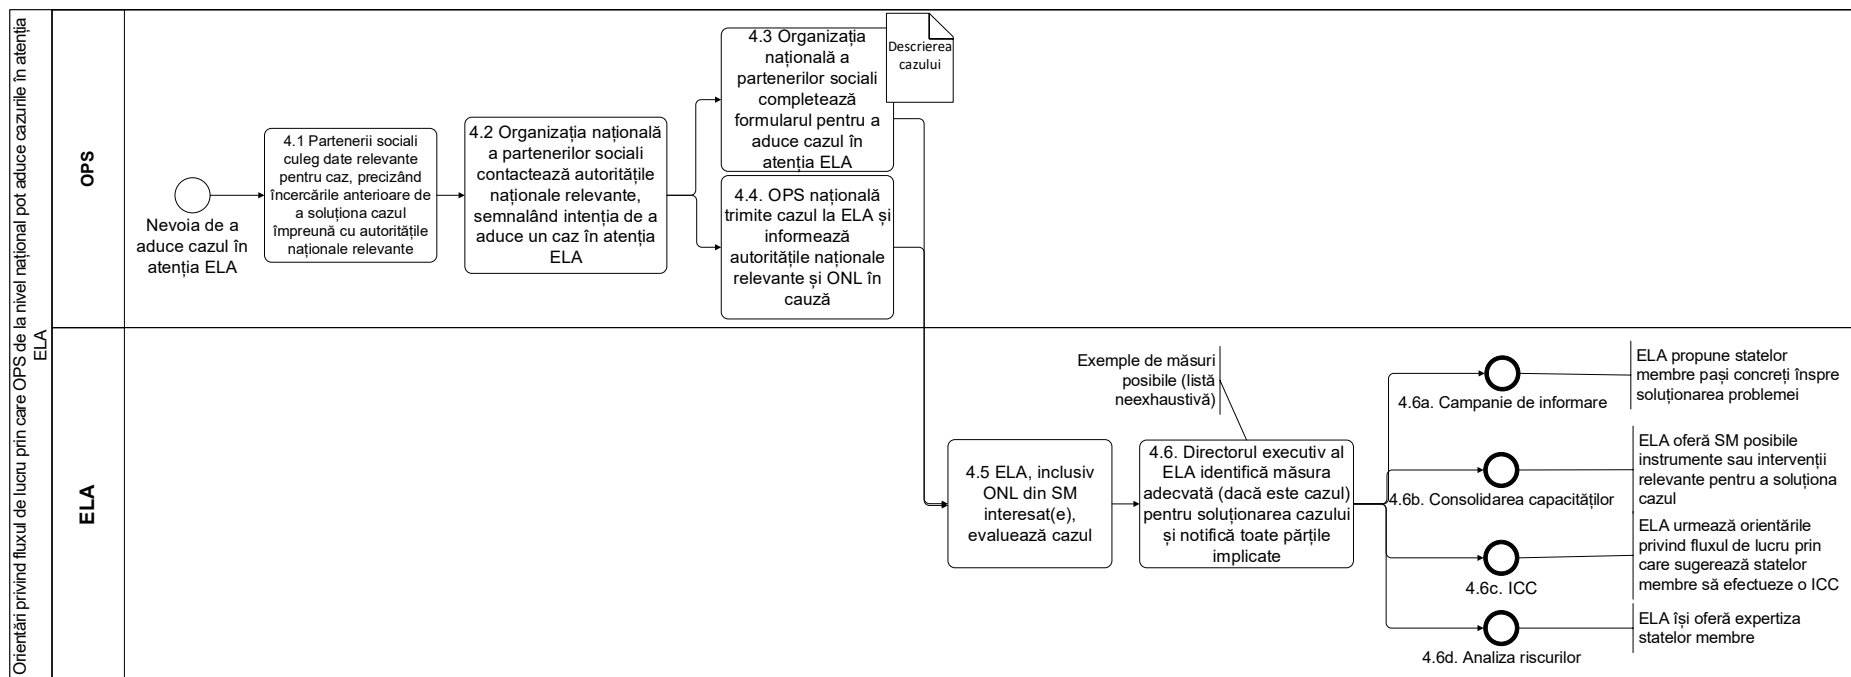 Orientări privind fluxul de lucru prin care OPS de la nivel național pot aduce cazurile în atenția
ELA
OPS
Nevoia de a
aduce cazul în
atenția ELA
4.1 Partenerii sociali
culeg date relevante
pentru caz, precizând
încercările anterioare de
a soluționa cazul
împreună cu autoritățile
naționale relevante
4.2 Organizația națională
a partenerilor sociali
contactează autoritățile
naționale relevante,
semnalând intenția de a
aduce un caz în atenția
ELA
4.3 Organizația
națională a
partenerilor sociali
completează
formularul pentru a
aduce cazul în
atenția ELA
Descrierea
cazului
4.4. OPS națională
trimite cazul la ELA și
informează
autoritățile naționale
relevante și ONL în
cauză
ELA
4.5 ELA, inclusiv
ONL din SM
interesat(e),
evaluează cazul
Exemple de măsuri
posibile (listă
neexhaustivă)
4.6. Directorul executiv al
ELA identifică măsura
adecvată (dacă este cazul)
pentru soluționarea cazului
și notifică toate părțile
implicate
4.6a. Campanie de informare
ELA propune statelor
membre pași concreți înspre
soluționarea problemei
4.6b. Consolidarea capacităților
ELA oferă SM posibile
instrumente sau intervenții
relevante pentru a soluționa
cazul
4.6c. ICC
ELA urmează orientările
privind fluxul de lucru prin
care sugerează statelor
membre să efectueze o ICC
4.6d. Analiza riscurilor
ELA își oferă expertiza
statelor membre